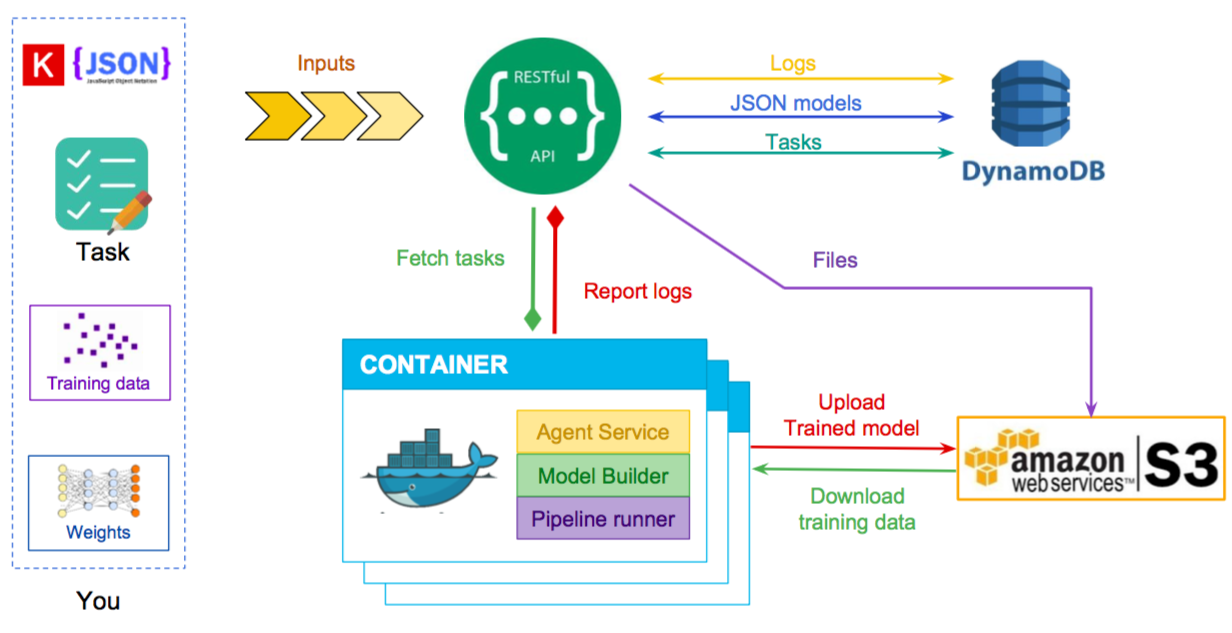 K {JSON}
JavaScript Object Notation
Task
Training data
Weights
You
Inputs
RESTful
{...}
API
Logs
JSON models
Tasks
DynamoDB
Files
Fetch tasks
Report logs
CONTAINER
Agent Service
Model Builder
Pipeline runner
Upload
Trained model
Download
training data
amazon
web services™
S3